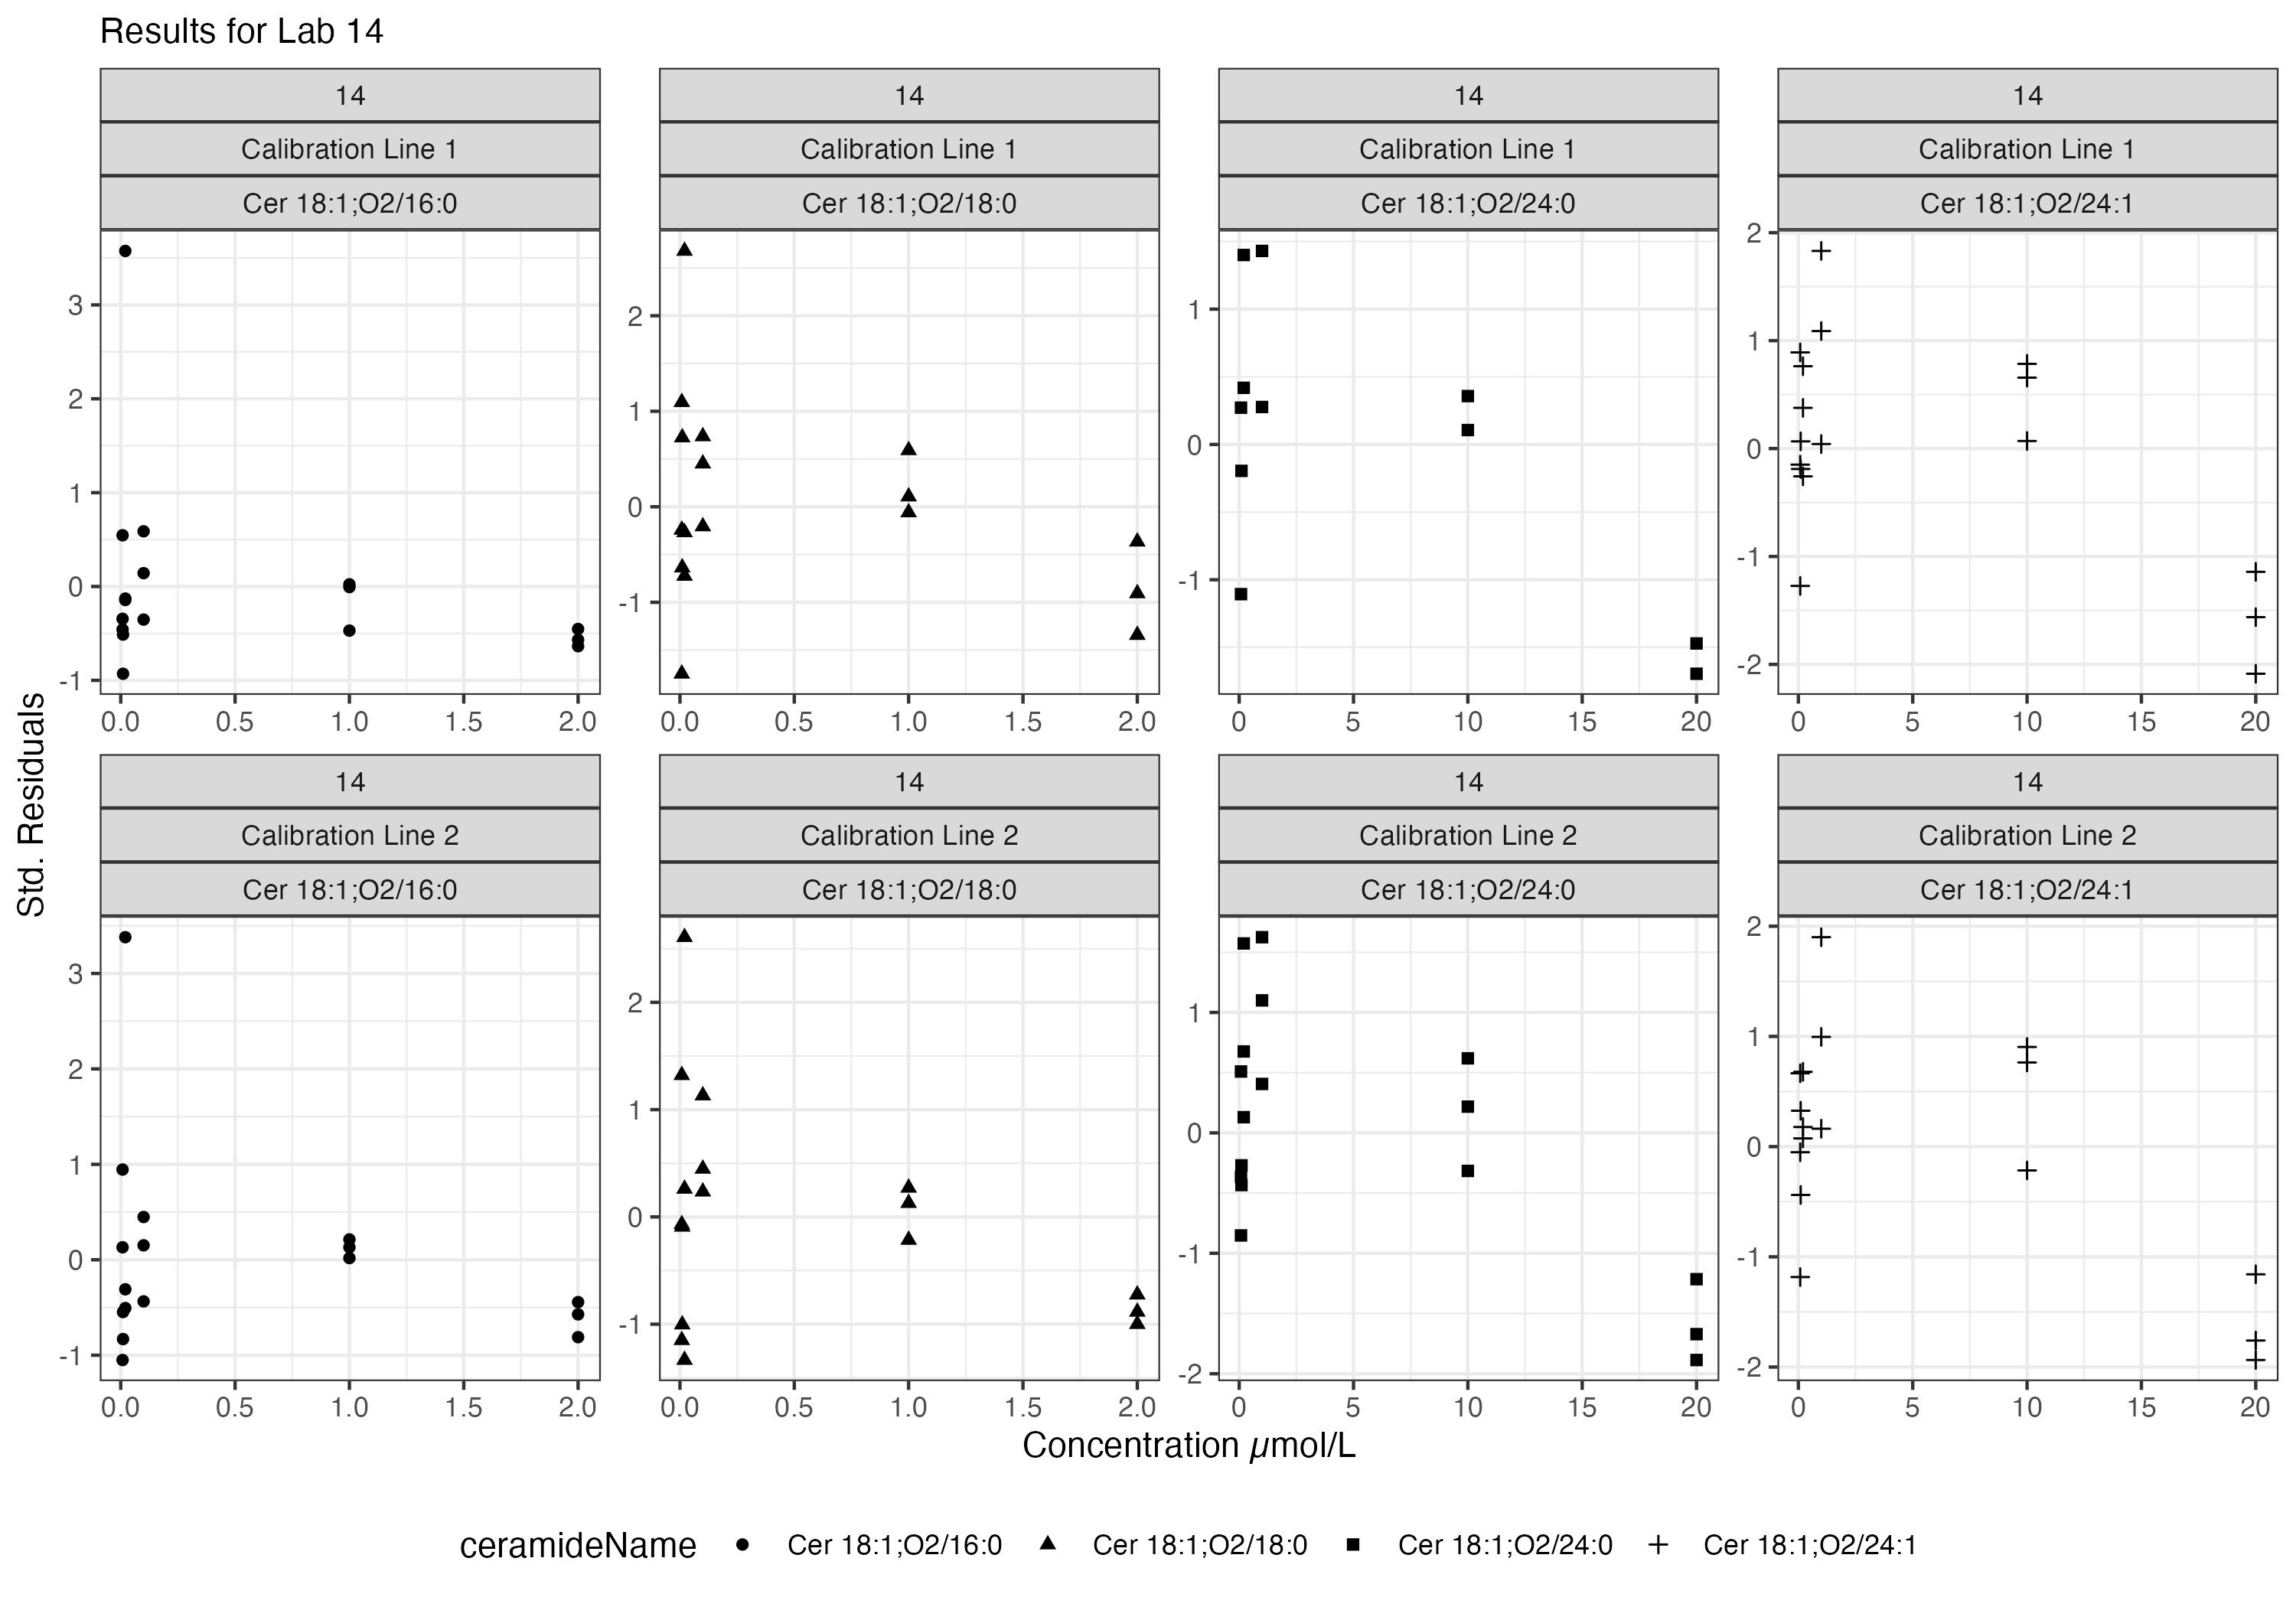 Results for Lab 14
14
14
14
14
Calibration Line 1
Calibration Line 1
Calibration Line 1
Calibration Line 1
Cer 18:1;O2/16:0
Cer 18:1;O2/18:0
Cer 18:1;O2/24:0
Cer 18:1;O2/24:1
3
2
1
0
-1
2
1
0
-1
1
0
-1
2
1
0
-1
-2
0.0 0.5 1.0 1.5 2.0
0.0 0.5 1.0 1.5 2.0
0 5 10 15 20
0 5 10 15 20
Std. Residuals
14
14
14
14
Calibration Line 2
Calibration Line 2
Calibration Line 2
Calibration Line 2
Cer 18:1;O2/16:0
Cer 18:1;O2/18:0
Cer 18:1;O2/24:0
Cer 18:1;O2/24:1
3
2
1
0
-1
2
1
0
-1
1
0
-1
-2
2
1
0
-1
-2
0.0 0.5 1.0 1.5 2.0
0.0 0.5 1.0 1.5 2.0
0 5 10 15 20
0 5 10 15 20
Concentration µmol/L
ceramideName Cer 18:1;O2/16:0 Cer 18:1;O2/18:0 Cer 18:1;O2/24:0 Cer 18:1;O2/24:1